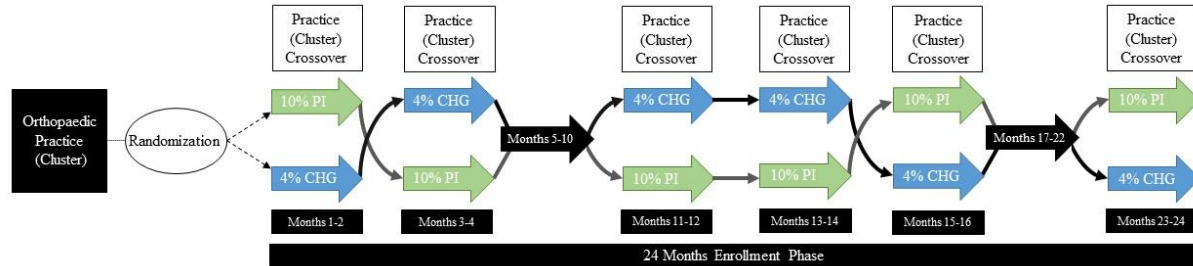 Practice
(Cluster)
Crossover
Practice
(Cluster)
Crossover
Practice
(Cluster)
Crossover
Practice
(Cluster)
Crossover
Practice
(Cluster)
Crossover
Practice
(Cluster)
Crossover
Orthopaedic
Practice
(Cluster)
Randomization
10% PI
4% CHG
4% CHG
4% CHG
10% PI
10% PI
Months 5-10
Months 17-22
4% CHG
10% PI
10% PI
10% PI
4% CHG
4% CHG
Months 1-2
Months 3-4
Months 11-12
Months 13-14
Months 15-16
Months 23-24
24 Months Enrollment Phase